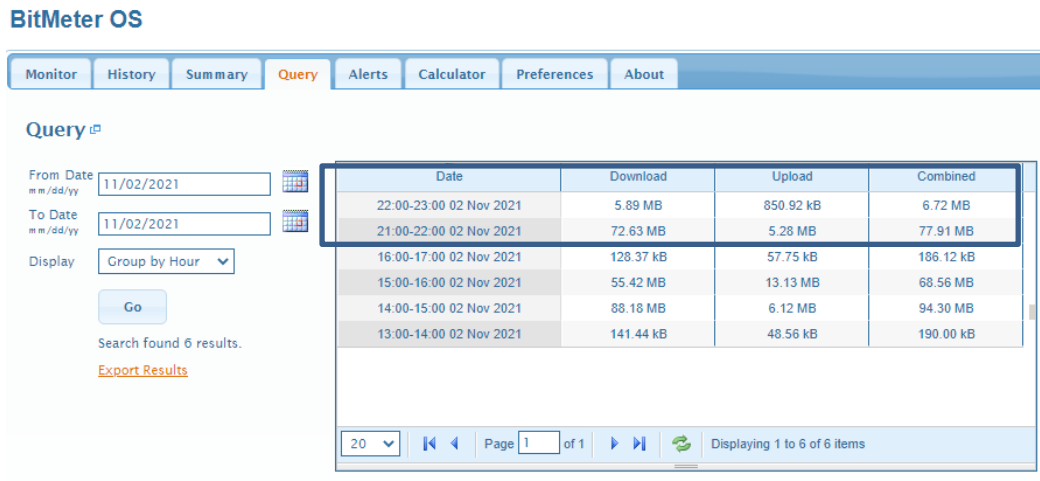 BitMeter OS
Monitor History Summary Query Alerts Calculator Preferences About
Query
From Date
mm/dd/yy
11/02/2021
To Date
mm/dd/yy
11/02/2021
Display Group by Hour
Go
Search found 6 results.
Export Results
Date Download Upload Combined
22:00-23:00 02 Nov 2021 5.89 MB 850.92 kB 6.72 MB
21:00-22:00 02 Nov 2021 72.63 MB 5.28 MB 77.91 MB
16:00-17:00 02 Nov 2021 128.37 kB 57.75 kB 186.12 kB
15:00-16:00 02 Nov 2021 55.42 MB 13.13 MB 68.56 MB
14:00-15:00 02 Nov 2021 88.18 MB 6.12 MB 94.30 MB
13:00-14:00 02 Nov 2021 141.44 kB 48.56 kB 190.00 kB
20 Page 1 of 1 Displaying 1 to 6 of 6 items